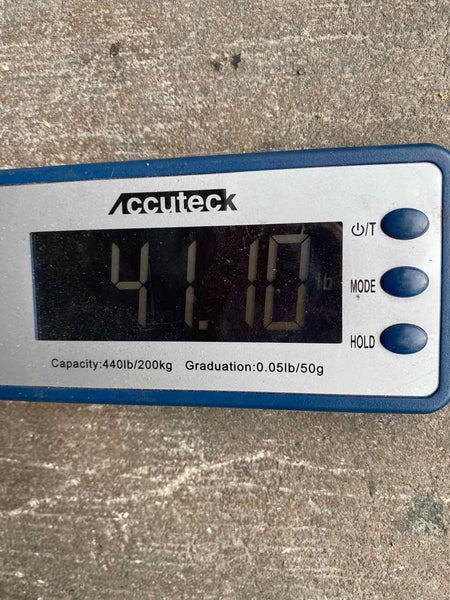 Accuteck
41.10 lb
⏻/T
MODE
HOLD
Capacity:440lb/200kg Graduation:0.05lb/50g